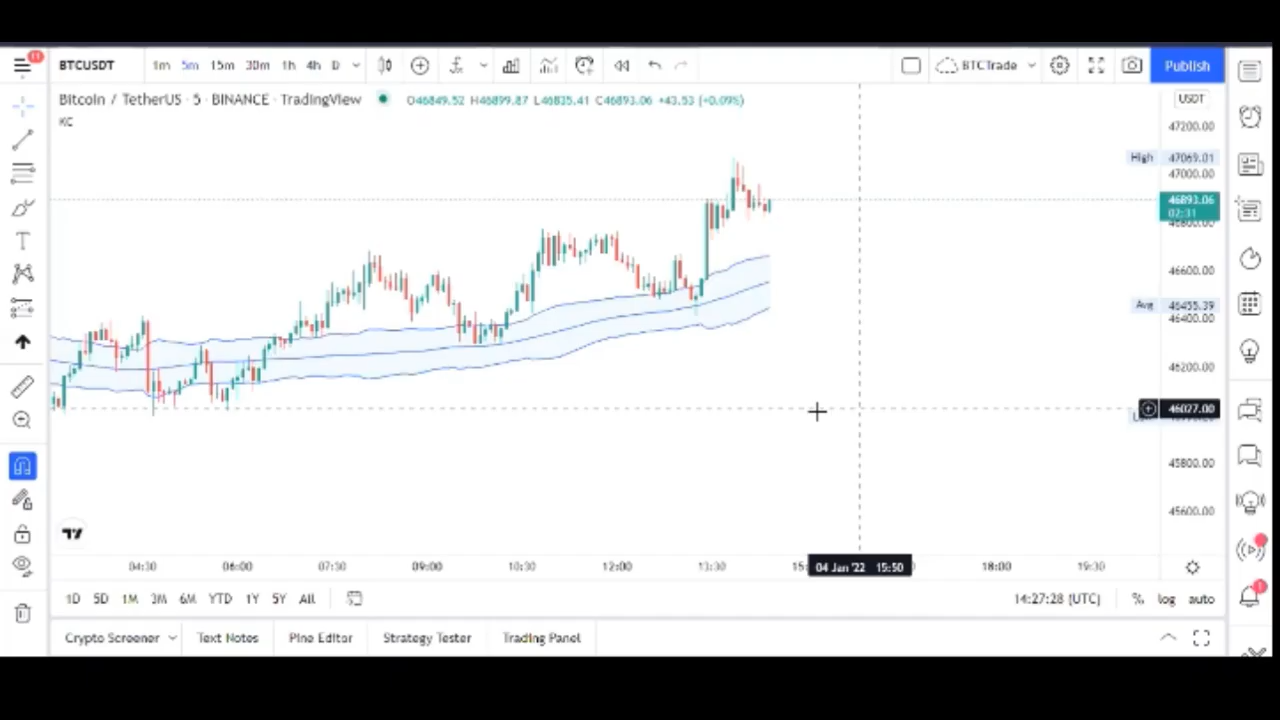 11
BTCUSDT 1m 5m 15m 30m 1h 4h D BTCTrade Publish
Bitcoin / TetherUS · 5 · BINANCE · TradingView O46849.52 H46899.87 L46835.41 C46893.06 +43.53 (+0.09%) USDT
KC
47200.00
High 47069.01
47000.00
46893.06
02:31
46800.00
46600.00
Avg 46455.39
46400.00
46200.00
46027.00
45800.00
45600.00
04:30 06:00 07:30 09:00 10:30 12:00 13:30 04 Jan '22 15:50 18:00 19:30
1D 5D 1M 3M 6M YTD 1Y 5Y All 14:27:28 (UTC) % log auto
Crypto Screener Text Notes Pine Editor Strategy Tester Trading Panel